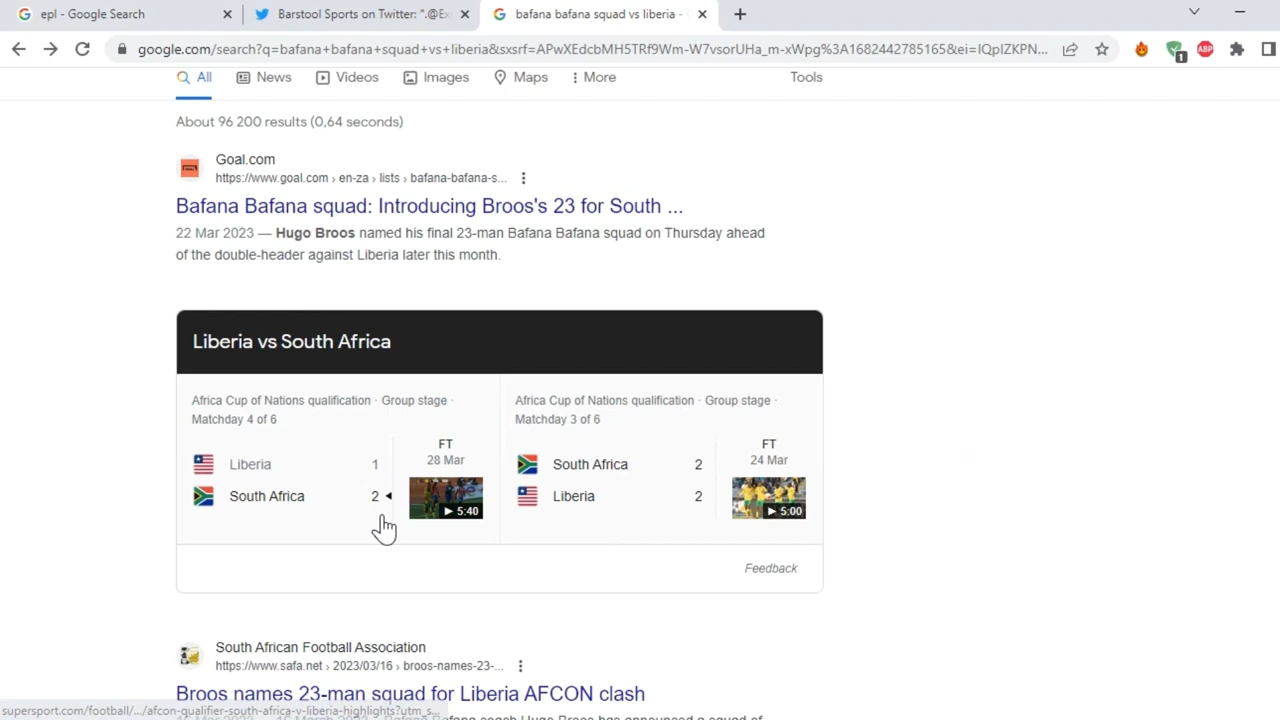 epl - Google Search
Barstool Sports on Twitter: ".@Ex
bafana bafana squad vs liberia -
google.com/search?q=bafana+bafana+squad+vs+liberia&sxsrf=APwXEdcbMH5TRf9Wm-W7vsorUHa_m-xWpg%3A1682442785165&ei=IQpIZKPN...
1
ABP
All
News
Videos
Images
Maps
More
Tools
About 96 200 results (0,64 seconds)
Goal.com
https://www.goal.com › en-za › lists › bafana-bafana-s...
Bafana Bafana squad: Introducing Broos's 23 for South ...
22 Mar 2023 — Hugo Broos named his final 23-man Bafana Bafana squad on Thursday ahead
of the double-header against Liberia later this month.
Liberia vs South Africa
Africa Cup of Nations qualification · Group stage ·
Matchday 4 of 6
FT
28 Mar
Liberia 1
South Africa 2
5:40
Africa Cup of Nations qualification · Group stage ·
Matchday 3 of 6
FT
24 Mar
South Africa 2
Liberia 2
5:00
Feedback
South African Football Association
https://www.safa.net › 2023/03/16 › broos-names-23-...
Broos names 23-man squad for Liberia AFCON clash
supersport.com/football/.../afcon-qualifier-south-africa-v-liberia-highlights?utm_s...